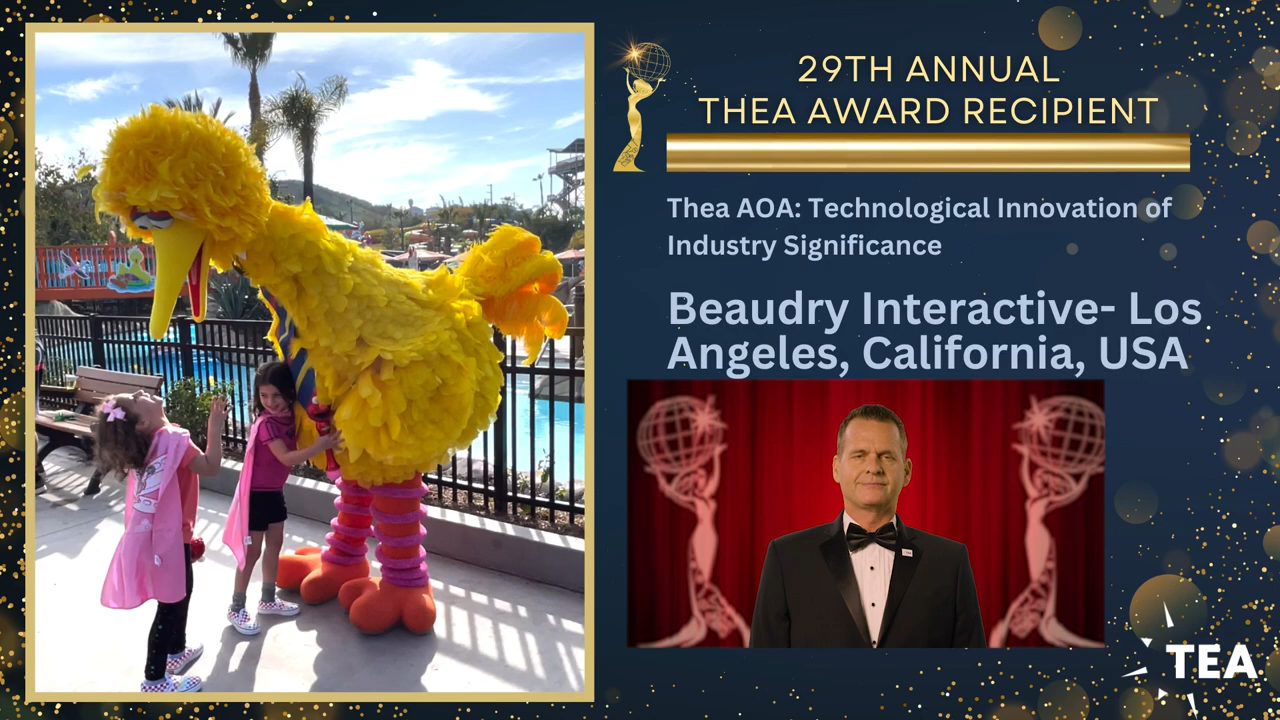 29TH ANNUAL
THEA AWARD RECIPIENT
Thea AOA: Technological Innovation of
Industry Significance
Beaudry Interactive- Los
Angeles, California, USA
TEA